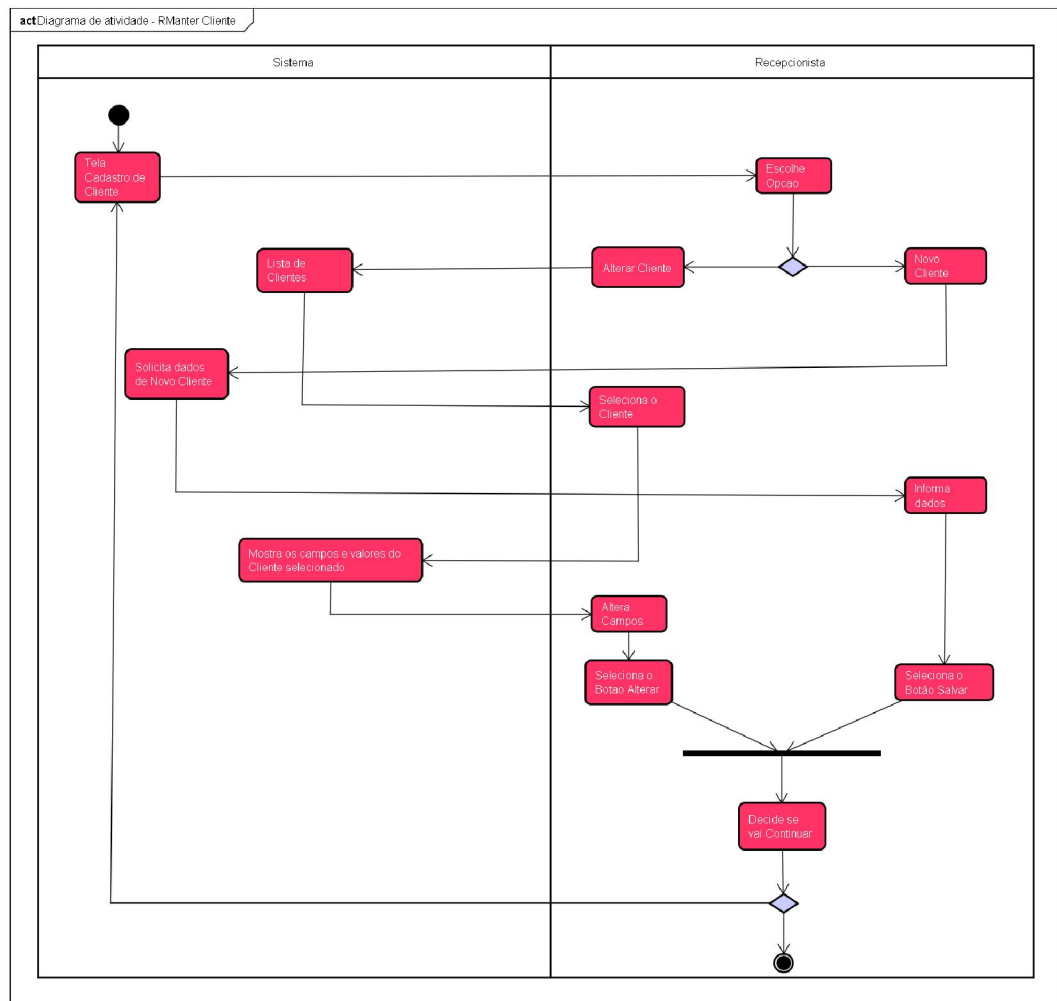 act Diagrama de atividade - RManter Cliente
Sistema
Recepcionista
Tela
Cadastro de
Cliente
Escolhe
Opcao
Lista de
Clientes
Alterar Cliente
Novo
Cliente
Solicita dados
de Novo Cliente
Seleciona o
Cliente
Informa
dados
Mostra os campos e valores do
Cliente selecionado
Altera
Campos
Seleciona o
Botao Alterar
Seleciona o
Botão Salvar
Decide se
vai Continuar